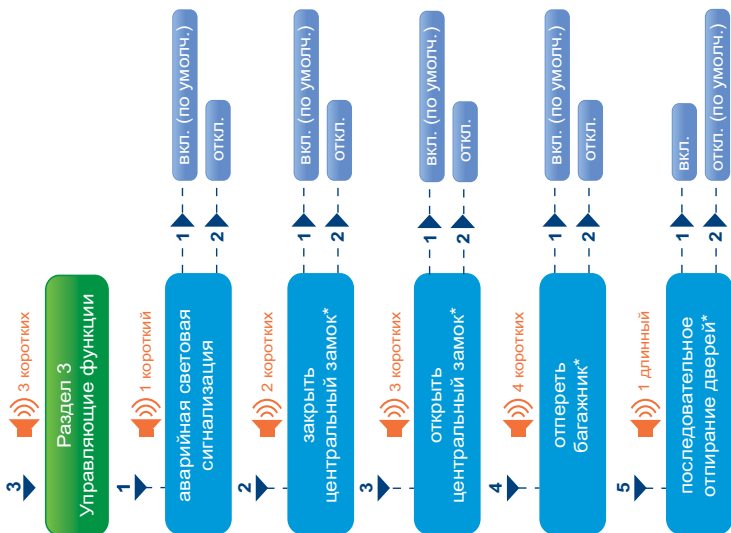 3
3 коротких
Раздел 3
Управляющие функции
1
1 короткий
аварийная световая
сигнализация
1
вкл. (по умолч.)
2
откл.
2
2 коротких
закрыть
центральный замок*
1
вкл. (по умолч.)
2
откл.
3
3 коротких
открыть
центральный замок*
1
вкл. (по умолч.)
2
откл.
4
4 коротких
отпереть
багажник*
1
вкл. (по умолч.)
2
откл.
5
1 длинный
последовательное
отпирание дверей*
1
вкл.
2
откл. (по умолч.)